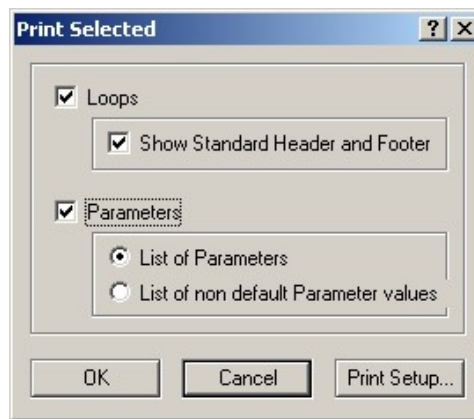 Print Selected
Loops
Show Standard Header and Footer
Parameters
List of Parameters
List of non default Parameter values
OK Cancel Print Setup...